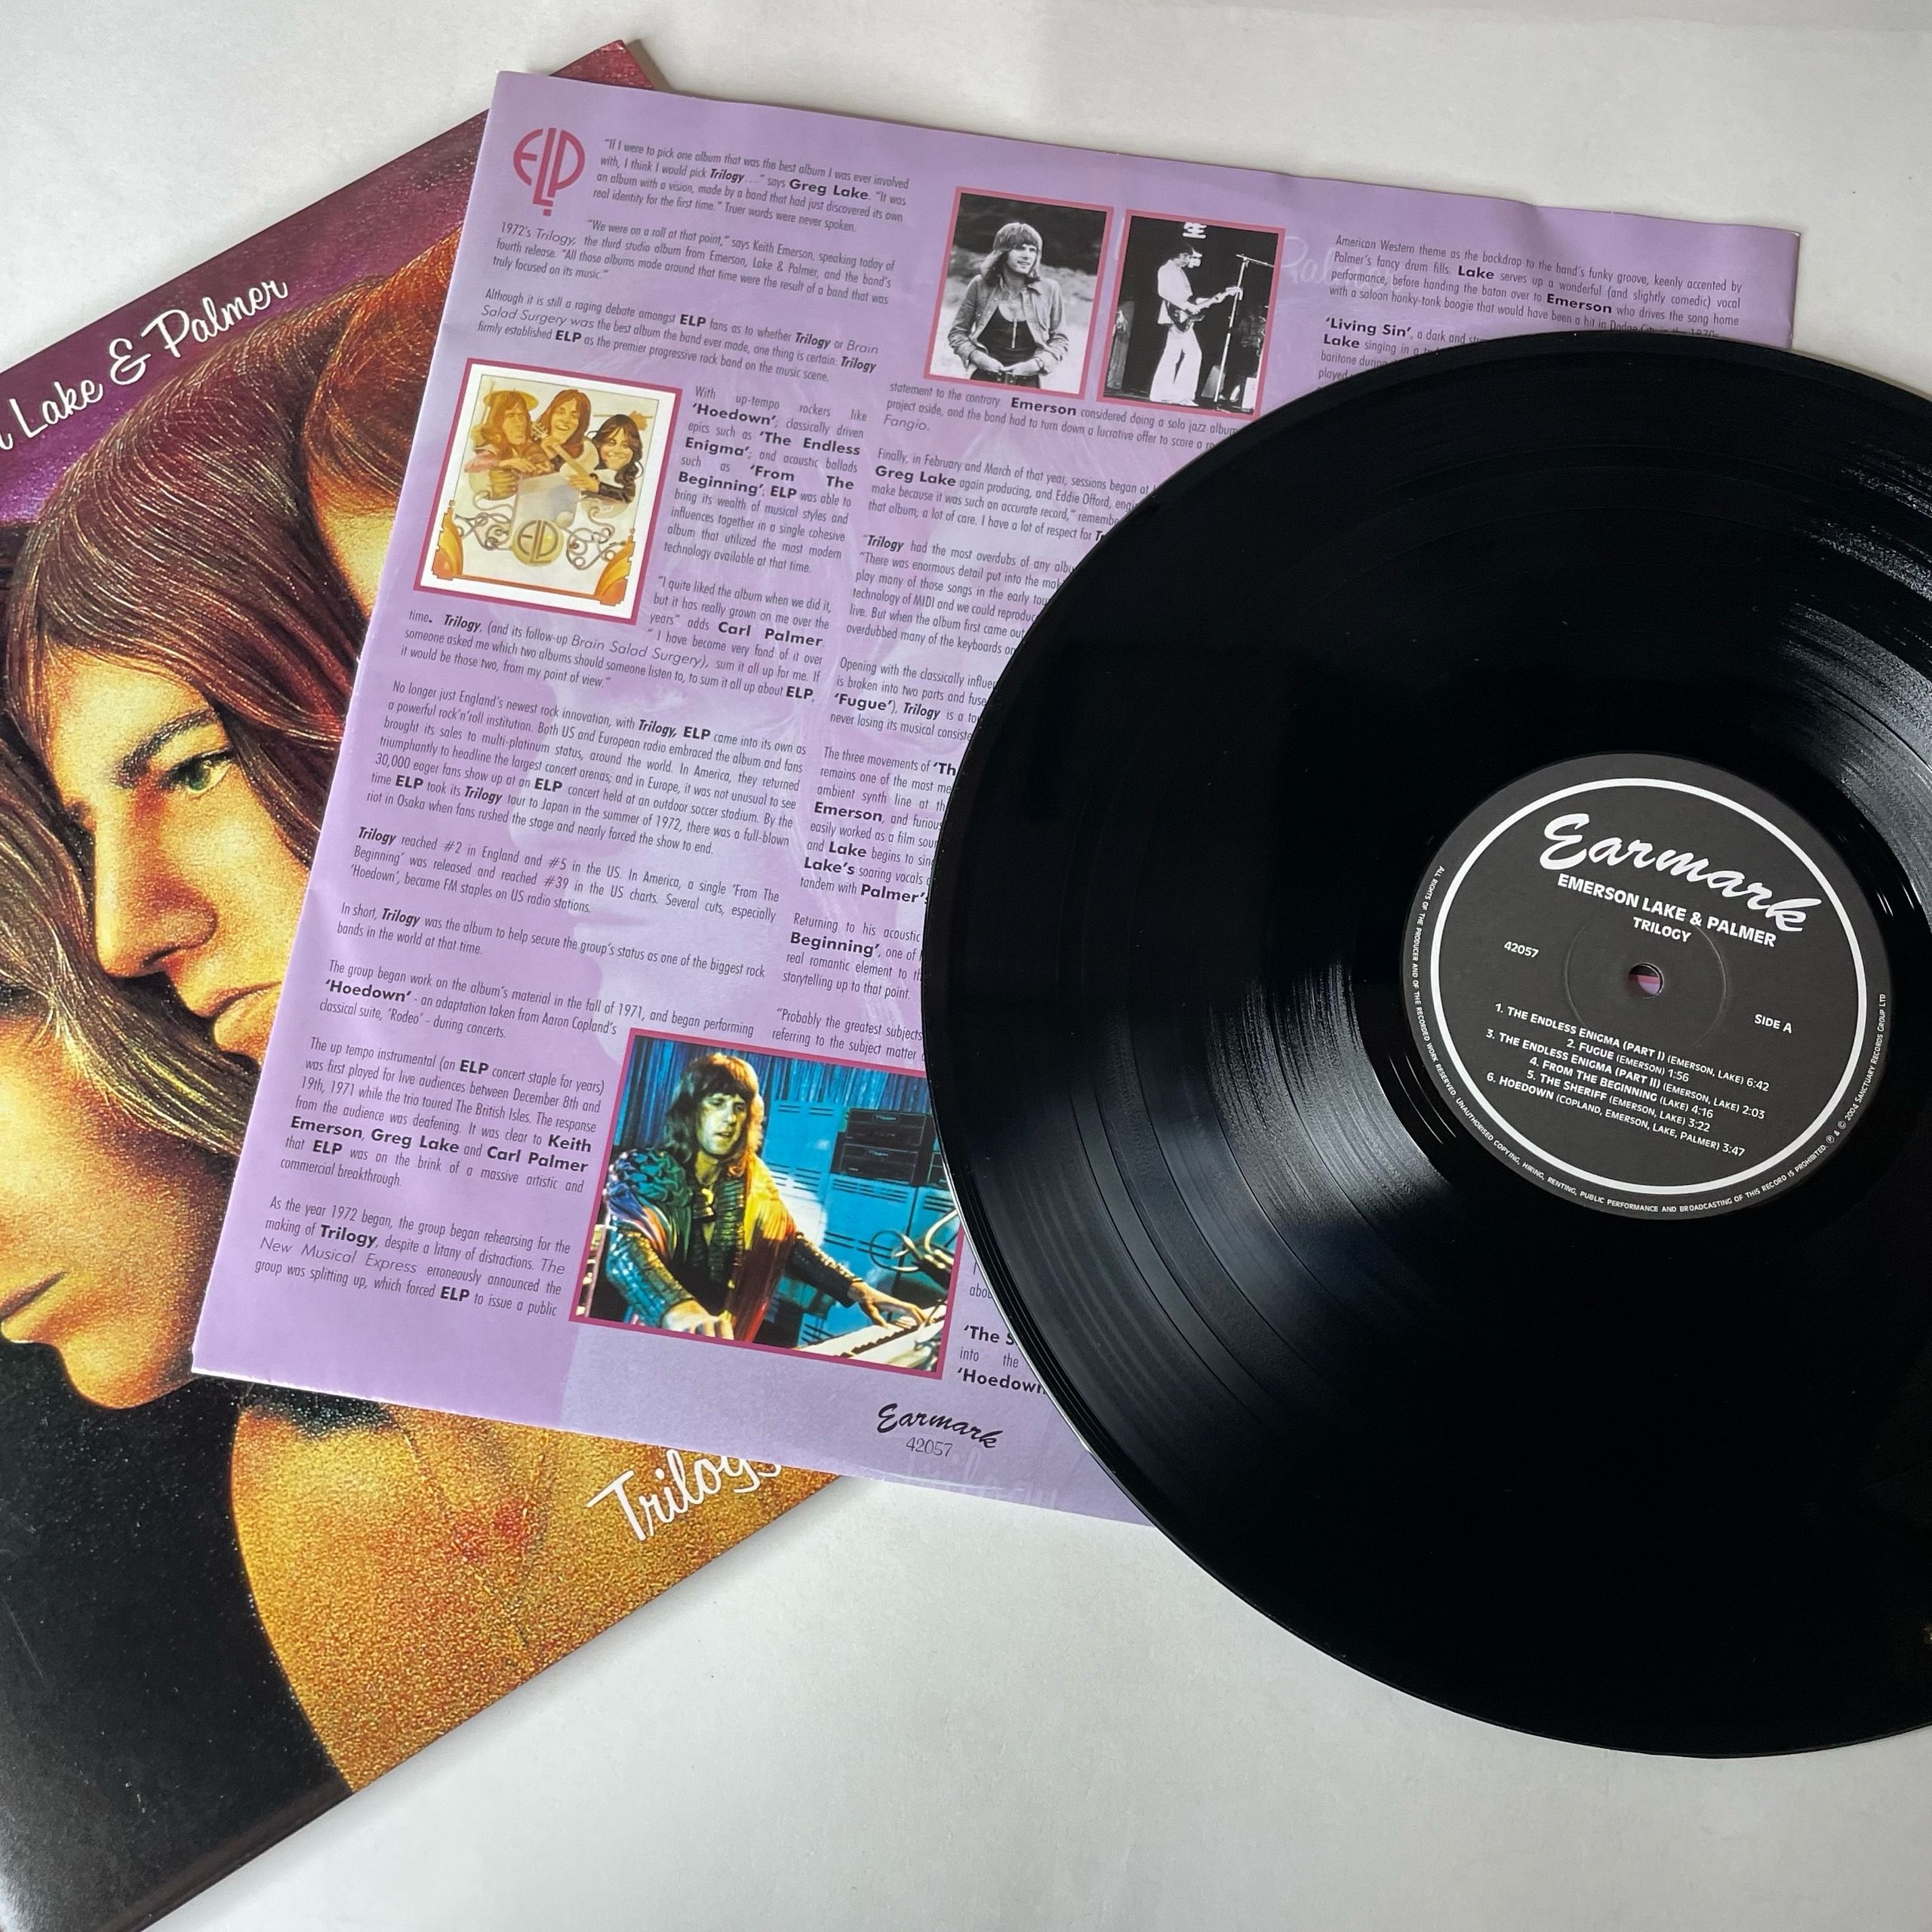 Lake & Palmer
Trilogy
ELP
"If I were to pick one album that was the best album I was ever involved
with, I think I would pick Trilogy..." says Greg Lake. "It was
an album with a vision, made by a band that had just discovered its own
real identity for the first time." Truer words were never spoken.
"We were on a roll at that point," says Keith Emerson, speaking today of
1972's Trilogy, the third studio album from Emerson, Lake & Palmer, and the band's
fourth release. "All those albums made around that time were the result of a band that was
truly focused on its music."
Although it is still a raging debate amongst ELP fans as to whether Trilogy or Brain
Salad Surgery was the best album the band ever made, one thing is certain: Trilogy
firmly established ELP as the premier progressive rock band on the music scene.
With up-tempo rockers like
'Hoedown'; classically driven
epics such as 'The Endless
Enigma'; and acoustic ballads
such as 'From The
Beginning', ELP was able to
bring its wealth of musical styles and
influences together in a single cohesive
album that utilized the most modern
technology available at that time.
"I quite liked the album when we did it,
but it has really grown on me over the
years" adds Carl Palmer.
"I have become very fond of it over
time. Trilogy, (and its follow-up Brain Salad Surgery), sum it all up for me. If
someone asked me which two albums should someone listen to, to sum it all up about ELP,
it would be those two, from my point of view."
No longer just England's newest rock innovation, with Trilogy, ELP came into its own as
a powerful rock'n'roll institution. Both US and European radio embraced the album and fans
brought its sales to multi-platinum status, around the world. In America, they returned
triumphantly to headline the largest concert arenas; and in Europe, it was not unusual to see
30,000 eager fans show up at an ELP concert held at an outdoor soccer stadium. By the
time ELP took its Trilogy tour to Japan in the summer of 1972, there was a full-blown
riot in Osaka when fans rushed the stage and nearly forced the show to end.
Trilogy reached #2 in England and #5 in the US. In America, a single 'From The
Beginning' was released and reached #39 in the US charts. Several cuts, especially
'Hoedown', became FM staples on US radio stations.
In short, Trilogy was the album to help secure the group's status as one of the biggest rock
bands in the world at that time.
The group began work on the album's material in the fall of 1971, and began performing
'Hoedown' - an adaptation taken from Aaron Copland's
classical suite, 'Rodeo' - during concerts.
The up tempo instrumental (an ELP concert staple for years)
was first played for live audiences between December 8th and
19th, 1971 while the trio toured The British Isles. The response
from the audience was deafening. It was clear to Keith
Emerson, Greg Lake and Carl Palmer
that ELP was on the brink of a massive artistic and
commercial breakthrough.
As the year 1972 began, the group began rehearsing for the
making of Trilogy, despite a litany of distractions. The
New Musical Express erroneously announced the
group was splitting up, which forced ELP to issue a public
statement to the contrary. Emerson considered doing a solo jazz album
project aside, and the band had to turn down a lucrative offer to score a
Fangio.
Finally, in February and March of that year, sessions began at
Greg Lake again producing, and Eddie Offord,
make because it was such an accurate record,"
that album; a lot of care. I have a lot of respect for
"Trilogy had the most overdubs of any
"There was enormous detail put into the
play many of those songs in the early
technology of MIDI and we could
live. But when the album first came out
overdubbed many of the keyboards
Opening with the classically
is broken into two parts and
'Fugue'), Trilogy is a
never losing its musical
The three movements of
remains one of the most
ambient synth line at
Emerson, and
easily worked as a film
and Lake begins to
Lake's soaring vocals
tandem with Palmer's
Returning to his acoustic
Beginning', one of
real romantic element to
storytelling up to that point.
"Probably the greatest subjects
referring to the subject matter
'The
into the
'Hoedown
American Western theme as the backdrop to the band's funky groove, keenly accented by
Palmer's fancy drum fills. Lake serves up a wonderful (and slightly comedic) vocal
performance, before handing the baton over to Emerson who drives the song home
with a saloon honky-tonk boogie that would have been a hit in
'Living Sin', a dark and
Lake singing in a
baritone
played
Earmark
42057
Earmark
EMERSON LAKE & PALMER
TRILOGY
42057
SIDE A
1. THE ENDLESS ENIGMA (PART I) (EMERSON, LAKE) 6:42
2. FUGUE (EMERSON) 1:56
3. THE ENDLESS ENIGMA (PART II) (EMERSON, LAKE) 2:03
4. FROM THE BEGINNING (LAKE) 4:16
5. THE SHERIFF (EMERSON, LAKE) 3:22
6. HOEDOWN (COPLAND, EMERSON, LAKE, PALMER) 3:47
ALL RIGHTS OF THE PRODUCER AND OF THE RECORDED WORK RESERVED. UNAUTHORISED COPYING, HIRING, RENTING, PUBLIC PERFORMANCE AND BROADCASTING OF THIS RECORD IS PROHIBITED. ℗ & © 2004 SANCTUARY RECORDS GROUP LTD